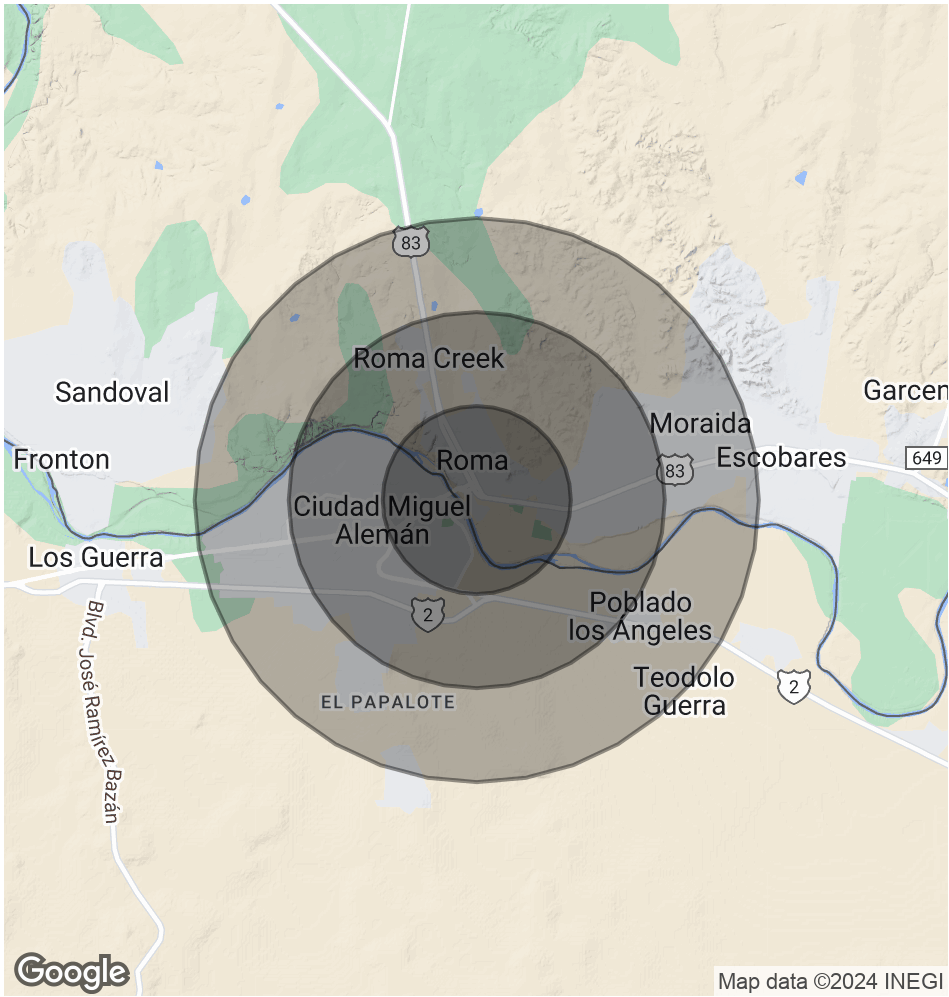 83
Roma Creek
Sandoval
Garcen
Moraida
Escobares
649
83
Fronton
Roma
Ciudad Miguel
Alemán
Los Guerra
2
Poblado
los Ángeles
Blvd. José Ramírez Bazán
Teodolo
Guerra
2
EL PAPALOTE
Google
Map data ©2024 INEGI